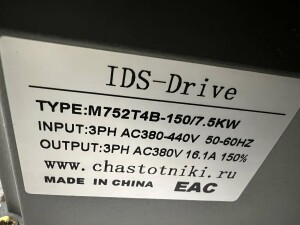 IDS-Drive
TYPE:M752T4B-150/7.5KW
INPUT:3PH AC380-440V 50-60HZ
OUTPUT:3PH AC380V 16.1A 150%
www.chastotniki.ru
MADE IN CHINA EAC